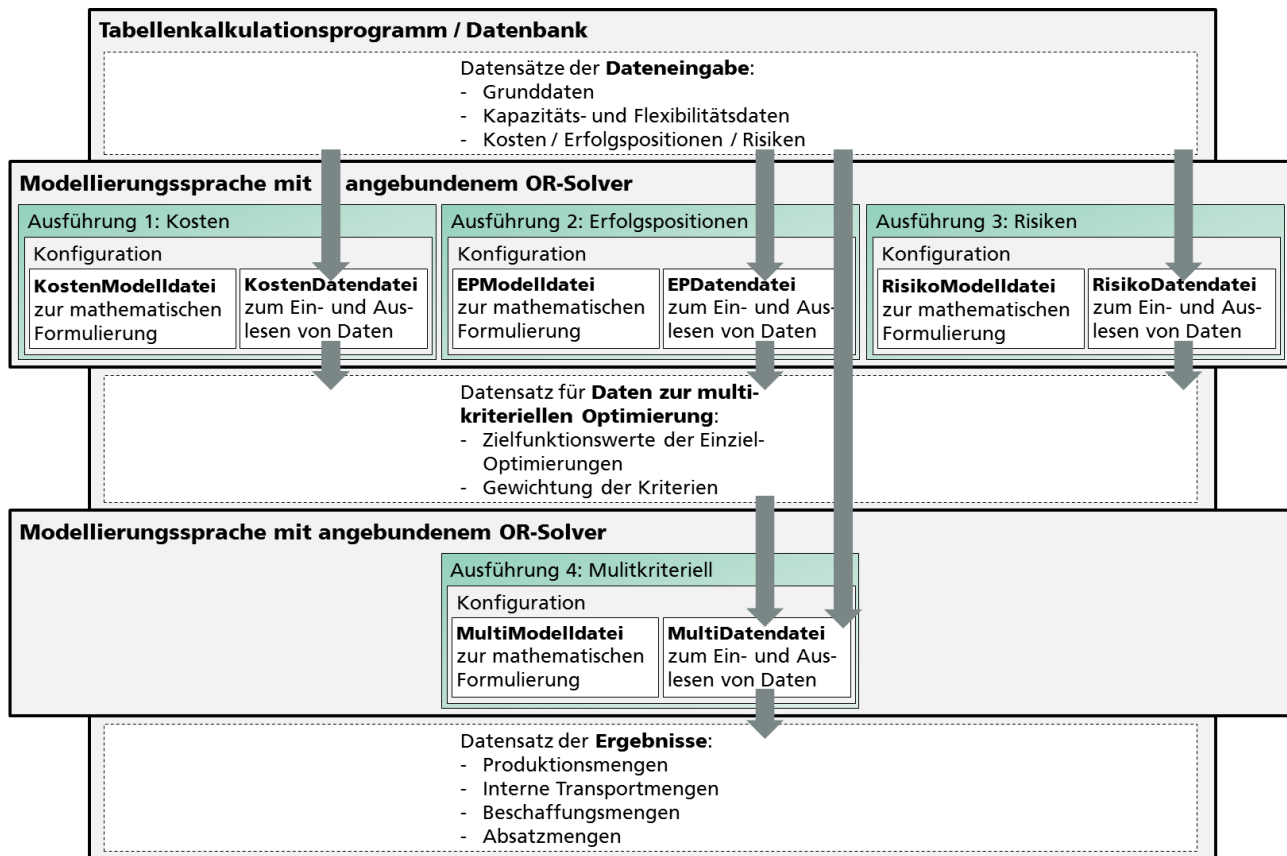 Tabellenkalkulationsprogramm / Datenbank
Datensätze der Dateneingabe:
- Grunddaten
- Kapazitäts- und Flexibilitätsdaten
- Kosten / Erfolgspositionen / Risiken
Modellierungssprache mit angebundenem OR-Solver
Ausführung 1: Kosten
Konfiguration
KostenModelldatei
zur mathematischen
Formulierung
KostenDatendatei
zum Ein- und Aus-
lesen von Daten
Ausführung 2: Erfolgspositionen
Konfiguration
EPModelldatei
zur mathematischen
Formulierung
EPDatendatei
zum Ein- und Aus-
lesen von Daten
Ausführung 3: Risiken
Konfiguration
RisikoModelldatei
zur mathematischen
Formulierung
RisikoDatendatei
zum Ein- und Aus-
lesen von Daten
Datensatz für Daten zur multi-
kriteriellen Optimierung:
- Zielfunktionswerte der Einziel-
Optimierungen
- Gewichtung der Kriterien
Modellierungssprache mit angebundenem OR-Solver
Ausführung 4: Mulitkriteriell
Konfiguration
MultiModelldatei
zur mathematischen
Formulierung
MultiDatendatei
zum Ein- und Aus-
lesen von Daten
Datensatz der Ergebnisse:
- Produktionsmengen
- Interne Transportmengen
- Beschaffungsmengen
- Absatzmengen